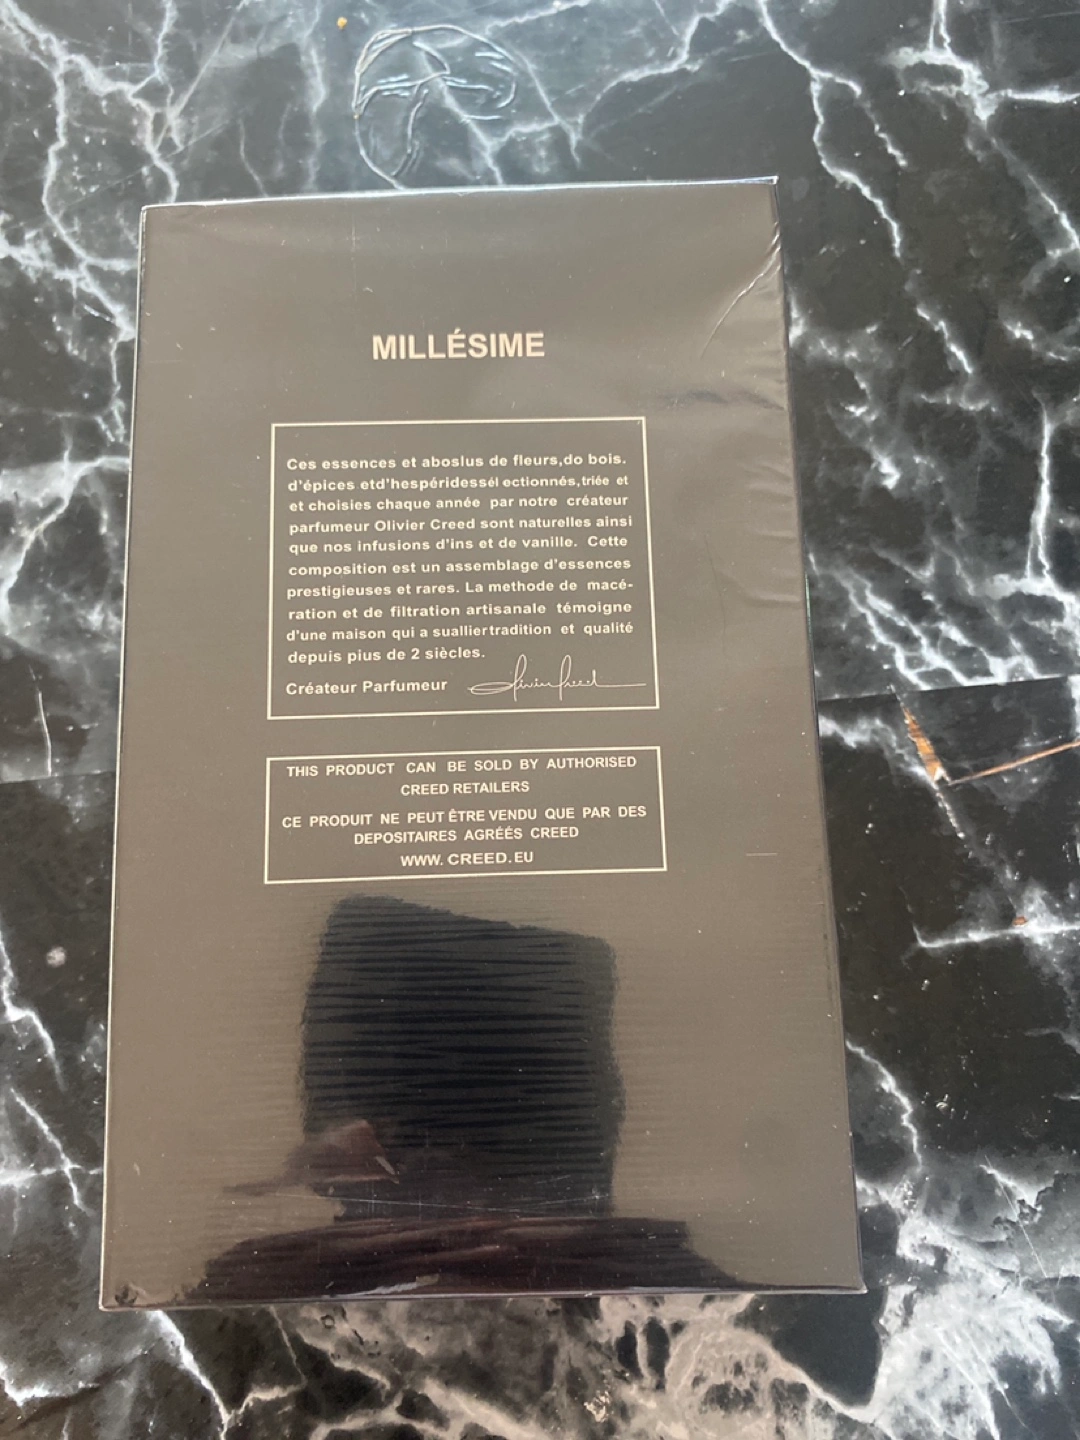 MILLÉSIME
Ces essences et aboslus de fleurs,do bois.
d'épices etd'hespéridessél ectionnés,triée et
et choisies chaque année par notre créateur
parfumeur Olivier Creed sont naturelles ainsi
que nos infusions d'ins et de vanille. Cette
composition est un assemblage d'essences
prestigieuses et rares. La methode de macé-
ration et de filtration artisanale témoigne
d'une maison qui a sualliertradition et qualité
depuis pius de 2 siècles.
Créateur Parfumeur Olivier Creed
THIS PRODUCT CAN BE SOLD BY AUTHORISED
CREED RETAILERS
CE PRODUIT NE PEUT ÊTRE VENDU QUE PAR DES
DEPOSITAIRES AGRÉÉS CREED
WWW. CREED.EU